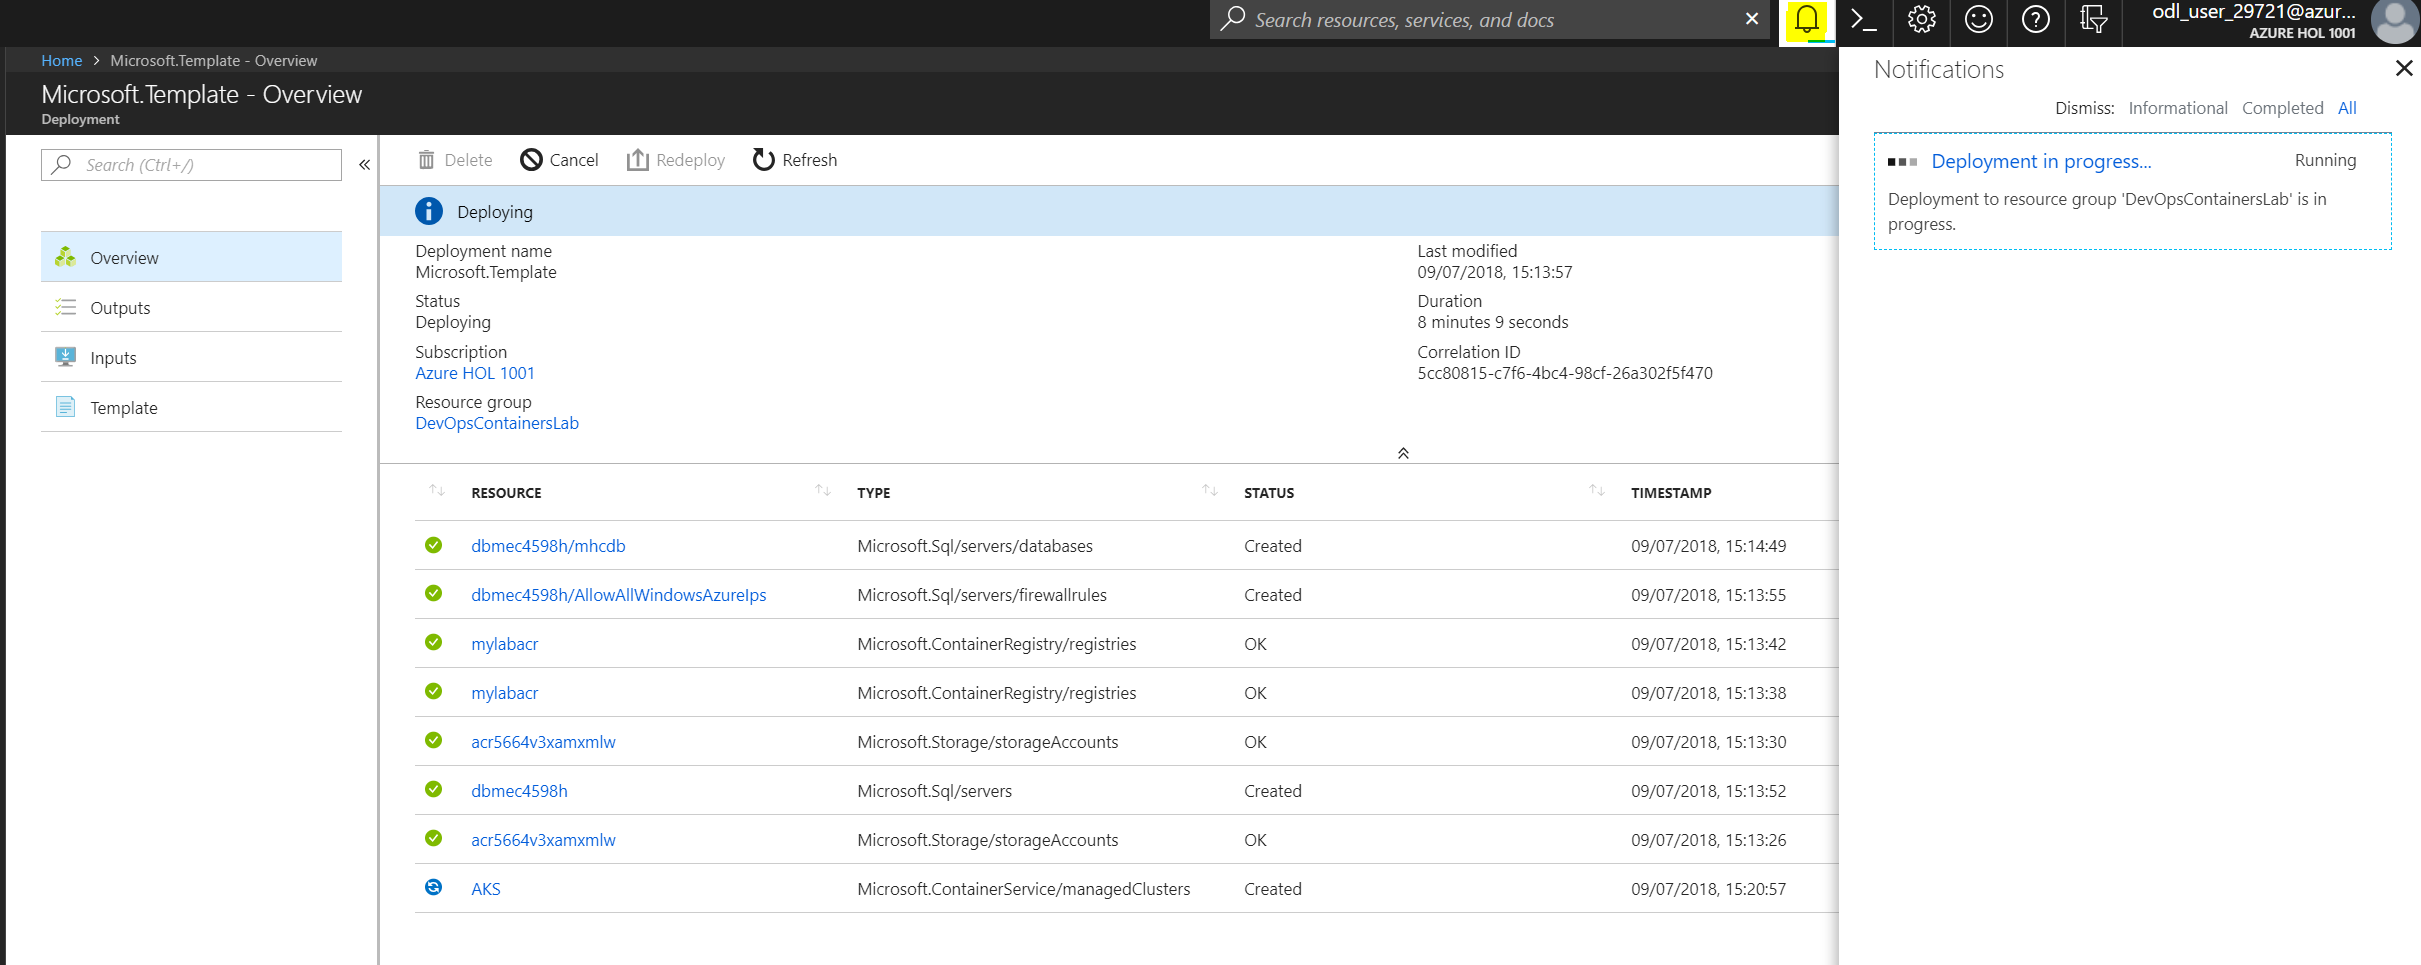 Search resources, services, and docs
odl_user_29721@azur...
AZURE HOL 1001
Home > Microsoft.Template - Overview
Microsoft.Template - Overview
Deployment
Search (Ctrl+/)
Overview
Outputs
Inputs
Template
Delete Cancel Redeploy Refresh
Deploying
Deployment name
Microsoft.Template
Status
Deploying
Subscription
Azure HOL 1001
Resource group
DevOpsContainersLab
Last modified
09/07/2018, 15:13:57
Duration
8 minutes 9 seconds
Correlation ID
5cc80815-c7f6-4bc4-98cf-26a302f5f470
RESOURCE TYPE STATUS TIMESTAMP
dbmec4598h/mhcdb Microsoft.Sql/servers/databases Created 09/07/2018, 15:14:49
dbmec4598h/AllowAllWindowsAzureIps Microsoft.Sql/servers/firewallrules Created 09/07/2018, 15:13:55
mylabacr Microsoft.ContainerRegistry/registries OK 09/07/2018, 15:13:42
mylabacr Microsoft.ContainerRegistry/registries OK 09/07/2018, 15:13:38
acr5664v3xamxmlw Microsoft.Storage/storageAccounts OK 09/07/2018, 15:13:30
dbmec4598h Microsoft.Sql/servers Created 09/07/2018, 15:13:52
acr5664v3xamxmlw Microsoft.Storage/storageAccounts OK 09/07/2018, 15:13:26
AKS Microsoft.ContainerService/managedClusters Created 09/07/2018, 15:20:57
Notifications
Dismiss: Informational Completed All
Deployment in progress... Running
Deployment to resource group 'DevOpsContainersLab' is in
progress.